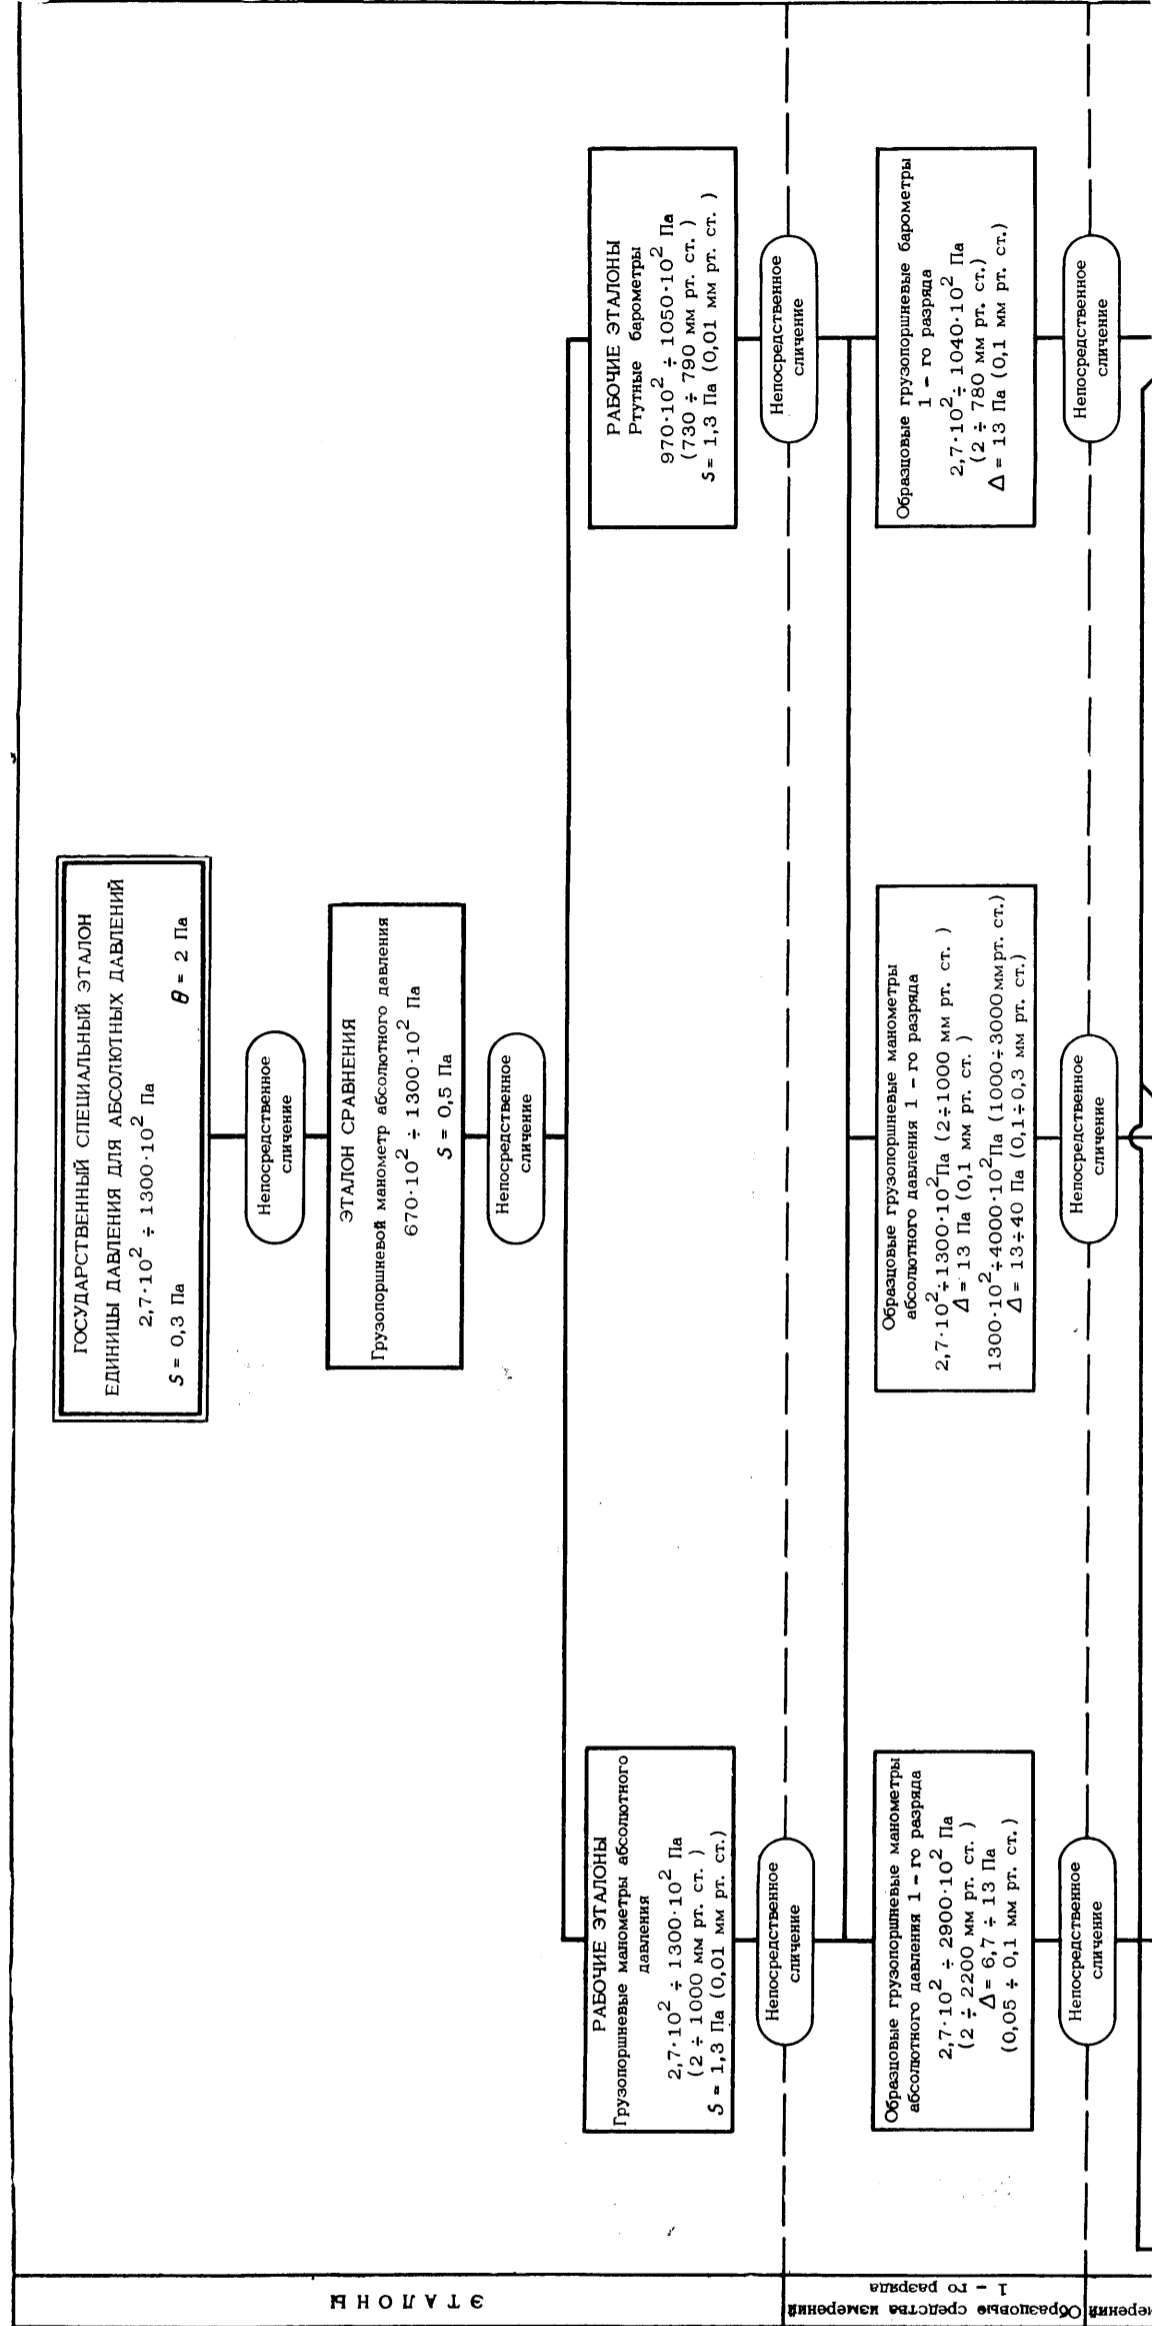 ГОСУДАРСТВЕННЫЙ СПЕЦИАЛЬНЫЙ ЭТАЛОН
ЕДИНИЦЫ ДАВЛЕНИЯ ДЛЯ АБСОЛЮТНЫХ ДАВЛЕНИЙ
2,7·10² ÷ 1300·10² Па
S = 0,3 Па θ = 2 Па
Непосредственное
сличение
ЭТАЛОН СРАВНЕНИЯ
Грузопоршневой манометр абсолютного давления
670·10² ÷ 1300·10² Па
S = 0,5 Па
Непосредственное
сличение
РАБОЧИЕ ЭТАЛОНЫ
Грузопоршневые манометры абсолютного
давления
2,7·10² ÷ 1300·10² Па
(2 ÷ 1000 мм рт. ст. )
S = 1,3 Па (0,01 мм рт. ст.)
РАБОЧИЕ ЭТАЛОНЫ
Ртутные барометры
970·10² ÷ 1050·10² Па
(730 ÷ 790 мм рт. ст. )
S = 1,3 Па (0,01 мм рт. ст. )
Непосредственное
сличение
Непосредственное
сличение
Образцовые грузопоршневые манометры
абсолютного давления 1 - го разряда
2,7·10² ÷ 2900·10² Па
(2 ÷ 2200 мм рт. ст. )
Δ = 6,7 ÷ 13 Па
(0,05 ÷ 0,1 мм рт. ст. )
Образцовые грузопоршневые манометры
абсолютного давления 1 - го разряда
2,7·10²÷1300·10²Па (2÷1000 мм рт. ст. )
Δ = 13 Па (0,1 мм рт. ст. )
1300·10²÷4000·10²Па (1000÷3000мм рт. ст.)
Δ = 13÷40 Па (0,1÷0,3 мм рт. ст.)
Образцовые грузопоршневые барометры
1 - го разряда
2,7·10² ÷ 1040·10² Па
(2 ÷ 780 мм рт. ст.)
Δ = 13 Па (0,1 мм рт. ст.)
Непосредственное
сличение
Непосредственное
сличение
Непосредственное
сличение
ЭТАЛОНЫ
Образцовые средства измерений
1 - го разряда
мерений